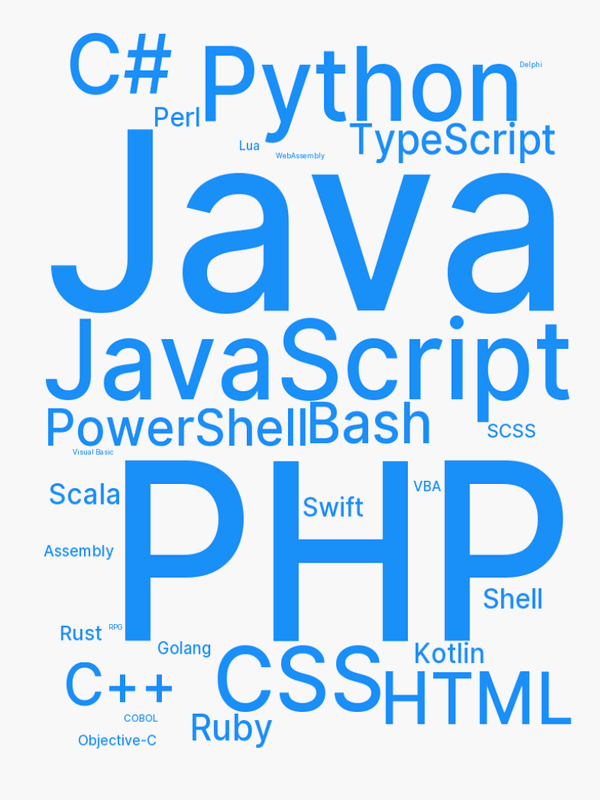 C#
Python
Delphi
Perl
Lua
WebAssembly
TypeScript
Java
JavaScript
PowerShell
Bash
SCSS
Visual Basic
PHP
Scala
Swift
VBA
Assembly
Shell
Rust
RPG
Golang
Kotlin
C++
CSS
HTML
COBOL
Ruby
Objective-C